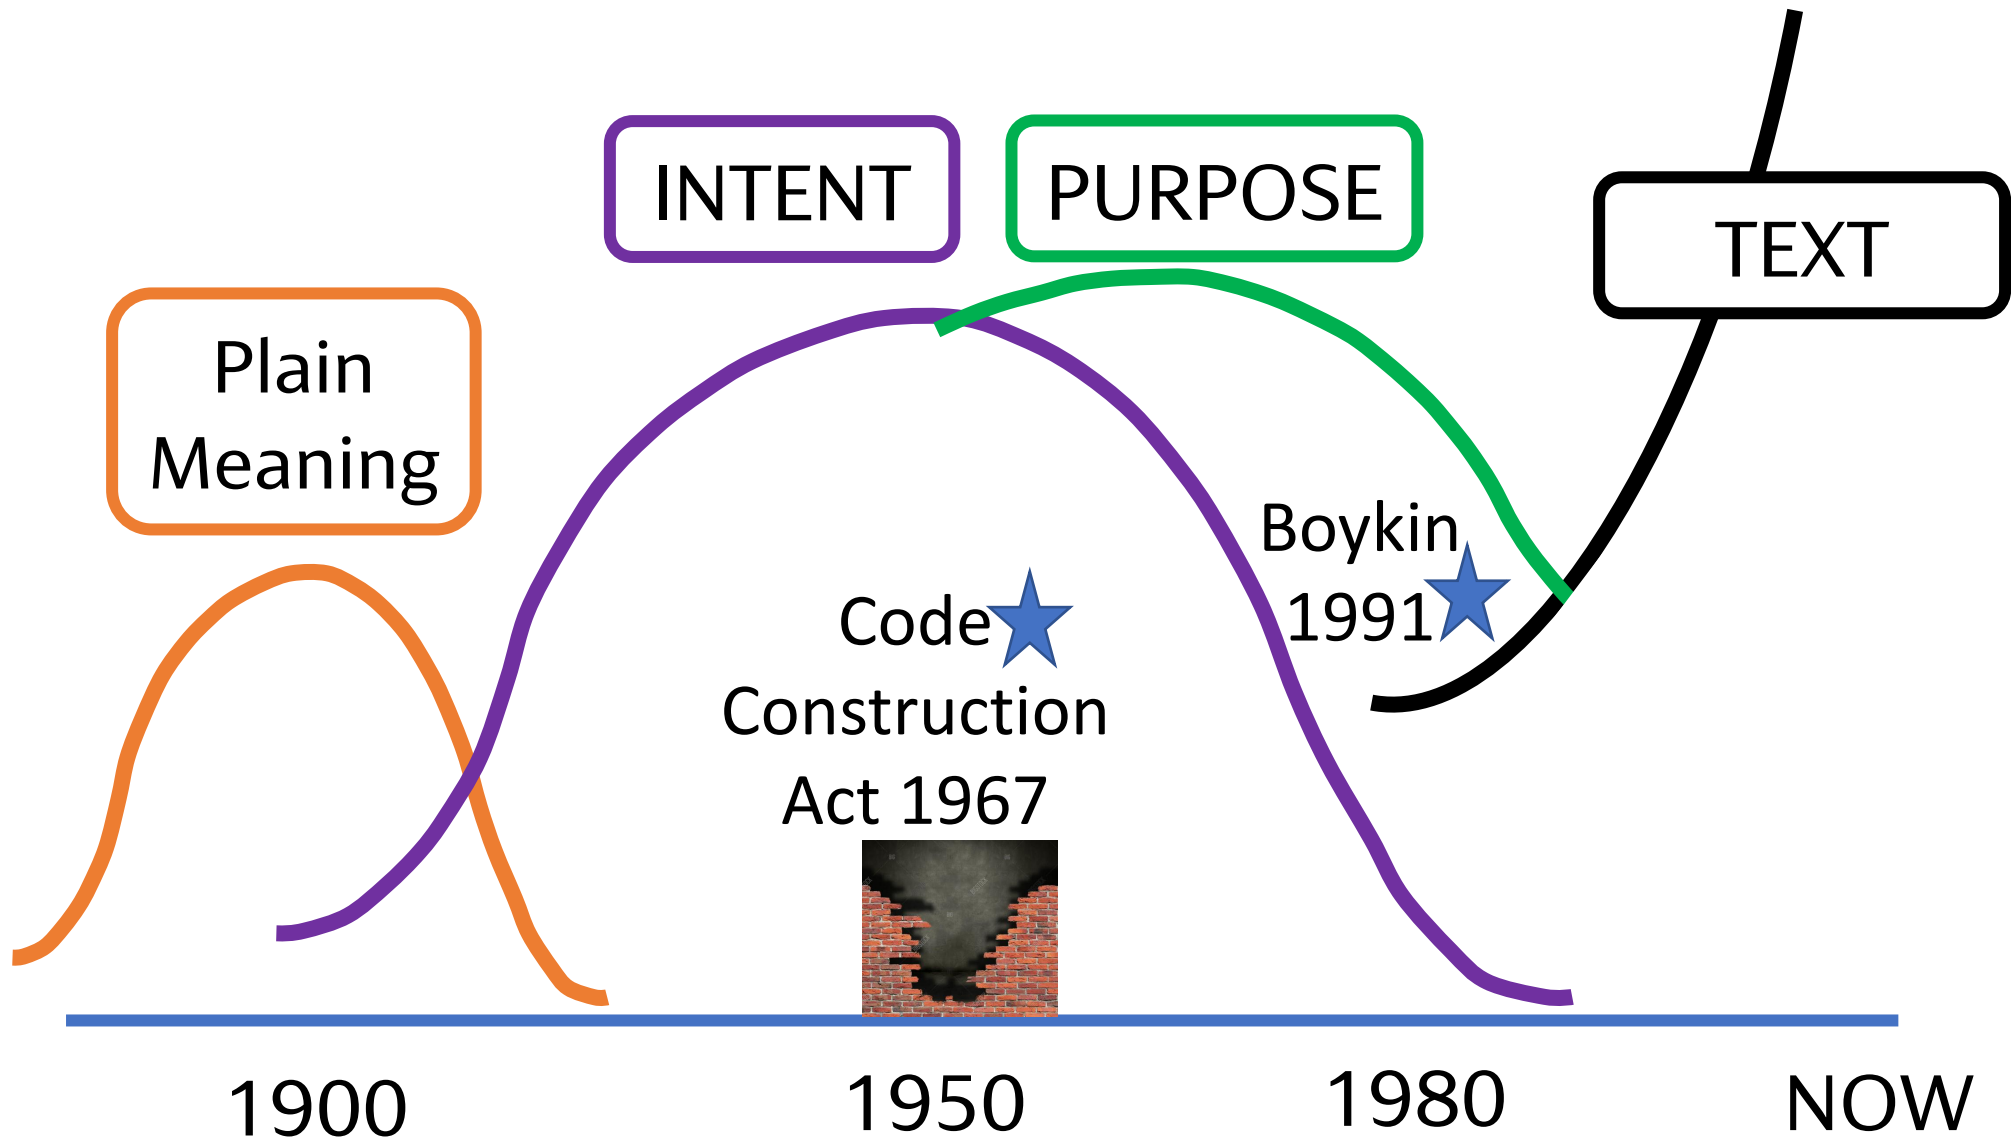 INTENT
PURPOSE
TEXT
Plain
Meaning
Boykin
1991
Code
Construction
Act 1967
1900
1950
1980
NOW